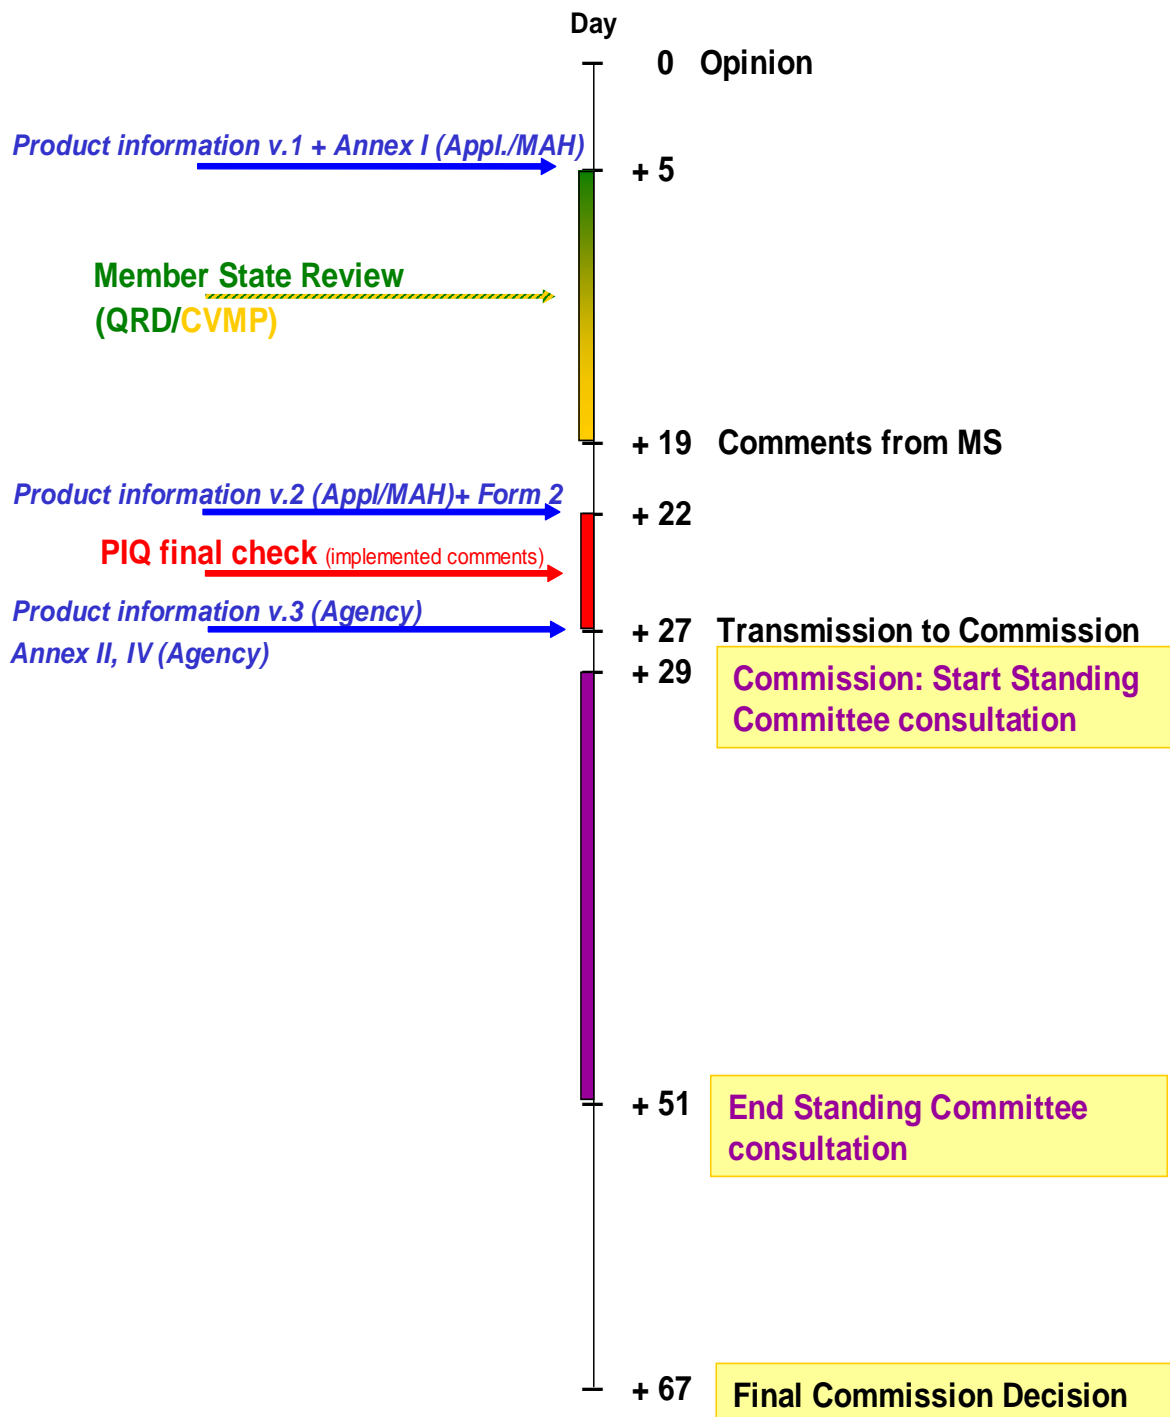 Day
0 Opinion
Product information v.1 + Annex I (Appl./MAH)
+ 5
Member State Review
(QRD/CVMP)
+ 19 Comments from MS
Product information v.2 (Appl/MAH)+ Form 2
+ 22
PIQ final check (implemented comments)
Product information v.3 (Agency)
+ 27 Transmission to Commission
Annex II, IV (Agency)
+ 29
Commission: Start Standing
Committee consultation
+ 51
End Standing Committee
consultation
+ 67 Final Commission Decision